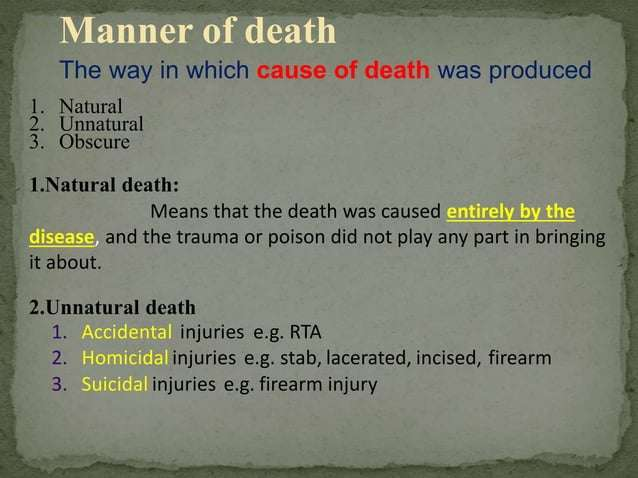 Manner of death
The way in which cause of death was produced
1. Natural
2. Unnatural
3. Obscure
1.Natural death:
Means that the death was caused entirely by the
disease, and the trauma or poison did not play any part in bringing
it about.
2.Unnatural death
1. Accidental injuries e.g. RTA
2. Homicidal injuries e.g. stab, lacerated, incised, firearm
3. Suicidal injuries e.g. firearm injury